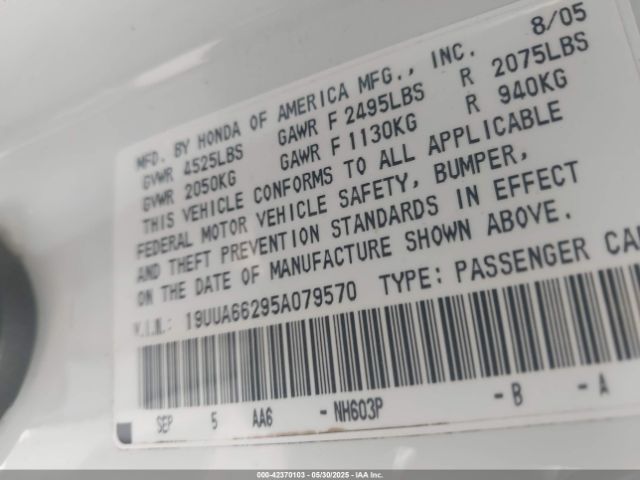 8/05
MFD. BY HONDA OF AMERICA MFG., INC.
GVWR 4525LBS GAWR F 2495LBS R 2075LBS
GVWR 2050KG GAWR F 1130KG R 940KG
THIS VEHICLE CONFORMS TO ALL APPLICABLE
FEDERAL MOTOR VEHICLE SAFETY, BUMPER,
AND THEFT PREVENTION STANDARDS IN EFFECT
ON THE DATE OF MANUFACTURE SHOWN ABOVE.
V.I.N.: 19UUA66295A079570 TYPE: PASSENGER CA
SEP 5 AA6 - NH603P - B - A
000-42370103 - 05/30/2025 - Copyright IAA, Inc.